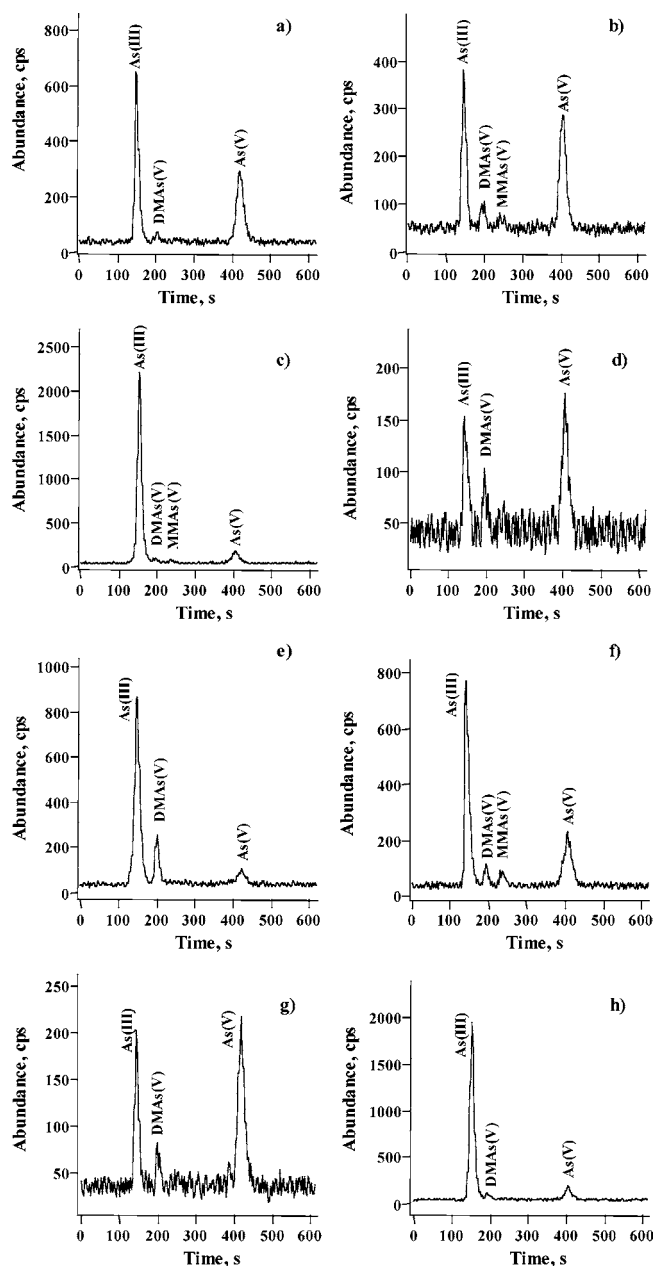 a)
Abundance, cps
800
600
400
200
0
As(III)
DMAs(V)
As(V)
0 100 200 300 400 500 600
Time, s
b)
Abundance, cps
400
300
200
100
0
As(III)
DMAs(V)
MMAs(V)
As(V)
0 100 200 300 400 500 600
Time, s
c)
Abundance, cps
2500
2000
1500
1000
500
0
As(III)
DMAs(V)
MMAs(V)
As(V)
0 100 200 300 400 500 600
Time, s
d)
Abundance, cps
200
150
100
50
0
As(III)
DMAs(V)
As(V)
0 100 200 300 400 500 600
Time, s
e)
Abundance, cps
1000
800
600
400
200
0
As(III)
DMAs(V)
As(V)
0 100 200 300 400 500 600
Time, s
f)
Abundance, cps
800
600
400
200
0
As(III)
DMAs(V)
MMAs(V)
As(V)
0 100 200 300 400 500 600
Time, s
g)
Abundance, cps
250
200
150
100
50
As(III)
DMAs(V)
As(V)
0 100 200 300 400 500 600
Time, s
h)
Abundance, cps
2000
1500
1000
500
0
As(III)
DMAs(V)
As(V)
0 100 200 300 400 500 600
Time, s